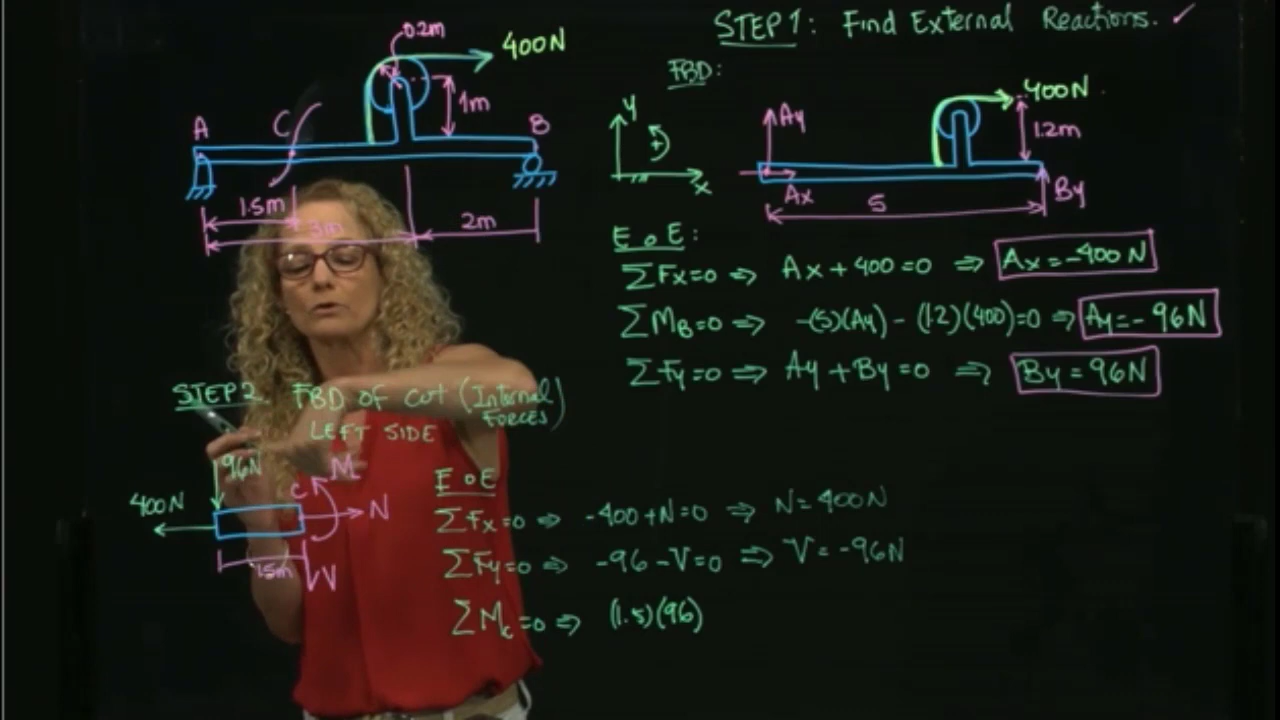 STEP 1: Find External Reactions. ✓
0.2m
400N
1m
A
C
B
1.5m
3m
2m
FBD:
y
+
x
Ay
Ax
400N
1.2m
By
5
E o E:
ΣFx=0 ⇒ Ax + 400 = 0 ⇒ Ax = -400 N
ΣMB=0 ⇒ -(5)(Ay) - (1.2)(400)=0 ⇒ Ay = - 96N
ΣFy=0 ⇒ Ay + By = 0 ⇒ By = 96N
STEP 2 FBD OF CUT (Internal
FORCES)
LEFT SIDE
96N
400N
C
M
N
1.5m
V
E o E
ΣFx=0 ⇒ -400+N=0 ⇒ N=400N
ΣFy=0 ⇒ -96-V=0 ⇒ V=-96N
ΣMc=0 ⇒ (1.5)(96)